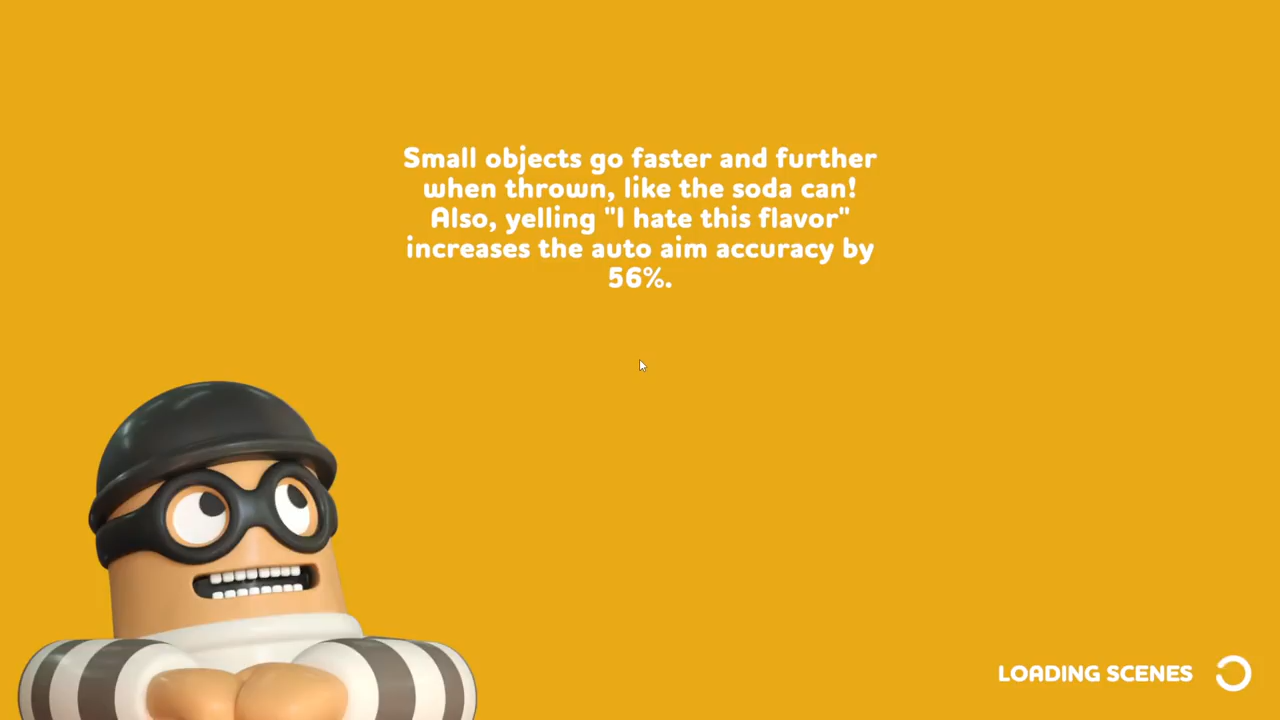 Small objects go faster and further
when thrown, like the soda can!
Also, yelling "I hate this flavor"
increases the auto aim accuracy by
56%.
LOADING SCENES